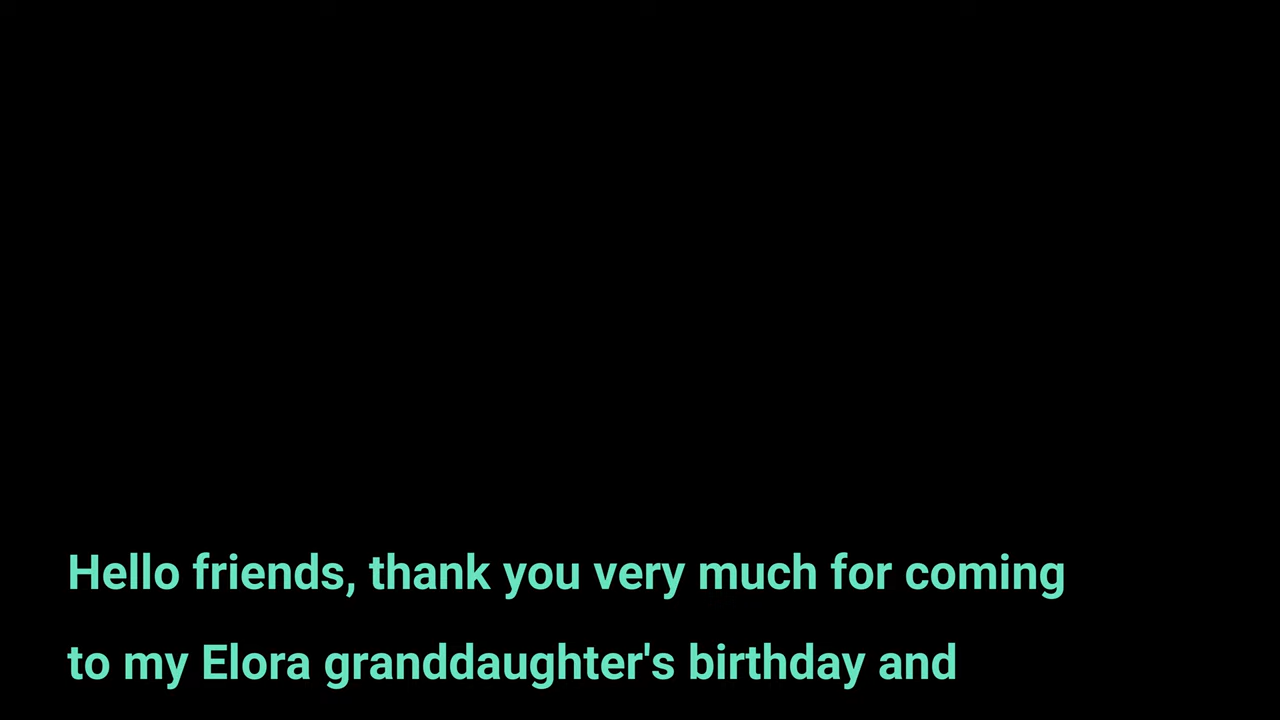 Hello friends, thank you very much for coming
to my Elora granddaughter's birthday and